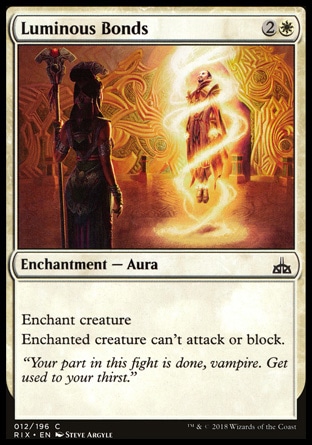 Luminous Bonds 2
Enchantment — Aura
Enchant creature
Enchanted creature can't attack or block.
"Your part in this fight is done, vampire. Get
used to your thirst."
012/196 C
RIX • EN Steve Argyle
™ & © 2018 Wizards of the Coast